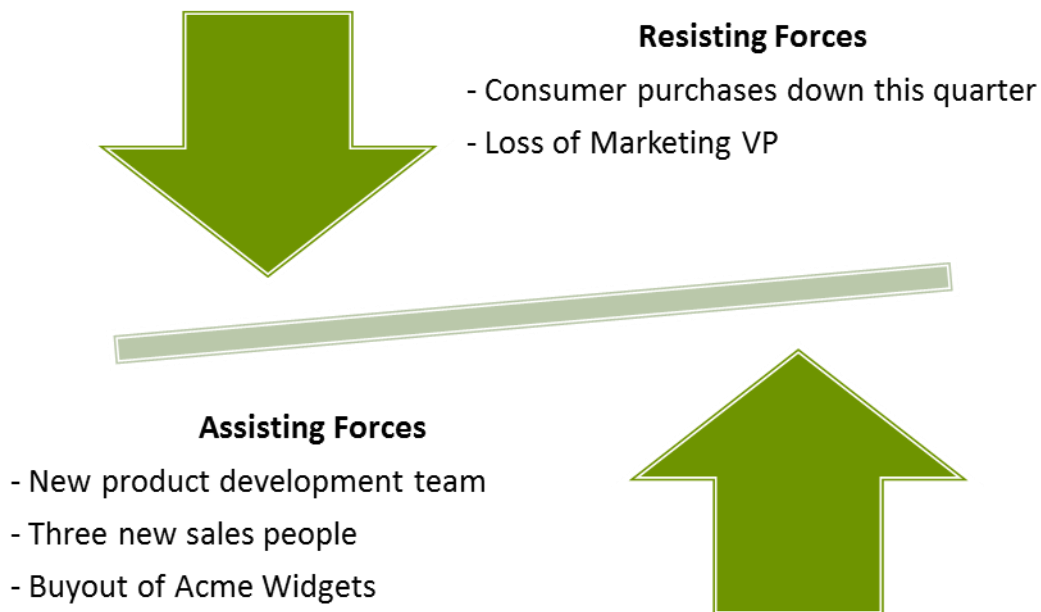 Resisting Forces
- Consumer purchases down this quarter
- Loss of Marketing VP
Assisting Forces
- New product development team
- Three new sales people
- Buyout of Acme Widgets